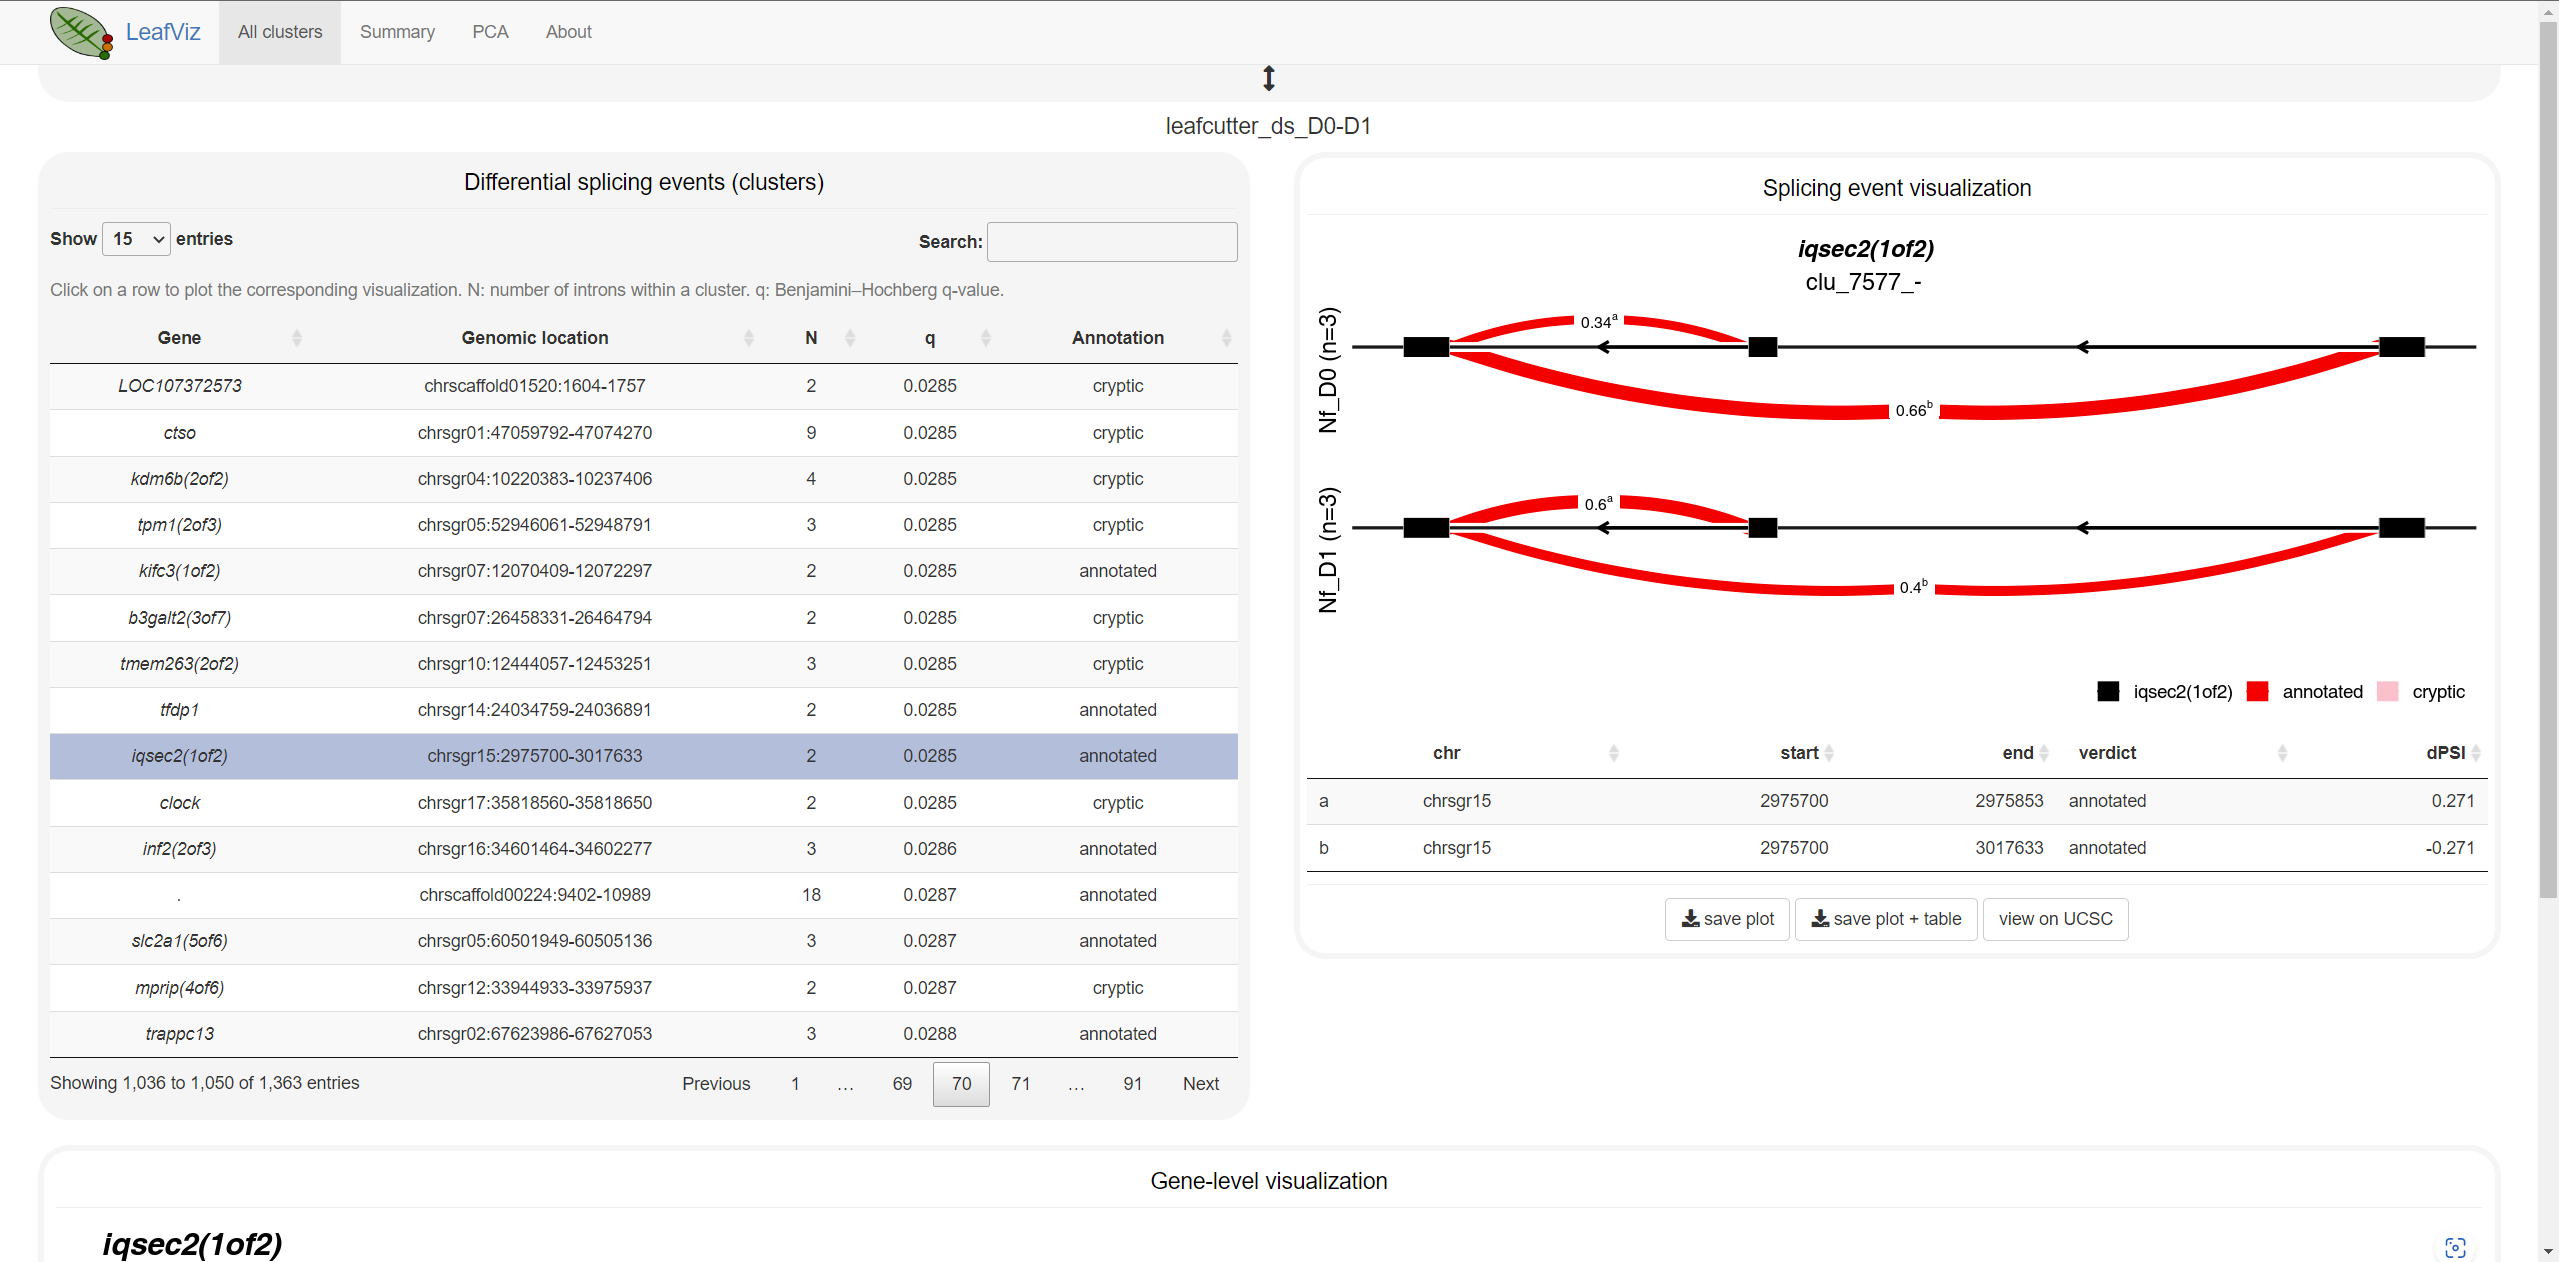 LeafViz All clusters Summary PCA About
leafcutter_ds_D0-D1
Differential splicing events (clusters)
Show 15 entries Search:
Click on a row to plot the corresponding visualization. N: number of introns within a cluster. q: Benjamini–Hochberg q-value.
Gene Genomic location N q Annotation
LOC107372573 chrscaffold01520:1604-1757 2 0.0285 cryptic
ctso chrsgr01:47059792-47074270 9 0.0285 cryptic
kdm6b(2of2) chrsgr04:10220383-10237406 4 0.0285 cryptic
tpm1(2of3) chrsgr05:52946061-52948791 3 0.0285 cryptic
kifc3(1of2) chrsgr07:12070409-12072297 2 0.0285 annotated
b3galt2(3of7) chrsgr07:26458331-26464794 2 0.0285 cryptic
tmem263(2of2) chrsgr10:12444057-12453251 3 0.0285 cryptic
tfdp1 chrsgr14:24034759-24036891 2 0.0285 annotated
iqsec2(1of2) chrsgr15:2975700-3017633 2 0.0285 annotated
clock chrsgr17:35818560-35818650 2 0.0285 cryptic
inf2(2of3) chrsgr16:34601464-34602277 3 0.0286 annotated
. chrscaffold00224:9402-10989 18 0.0287 annotated
slc2a1(5of6) chrsgr05:60501949-60505136 3 0.0287 annotated
mprip(4of6) chrsgr12:33944933-33975937 2 0.0287 cryptic
trappc13 chrsgr02:67623986-67627053 3 0.0288 annotated
Showing 1,036 to 1,050 of 1,363 entries Previous 1 … 69 70 71 … 91 Next
Splicing event visualization
iqsec2(1of2)
clu_7577_-
Nf_D0 (n=3)
0.34a
0.66b
Nf_D1 (n=3)
0.6a
0.4b
iqsec2(1of2) annotated cryptic
chr start end verdict dPSI
a chrsgr15 2975700 2975853 annotated 0.271
b chrsgr15 2975700 3017633 annotated -0.271
save plot save plot + table view on UCSC
Gene-level visualization
iqsec2(1of2)